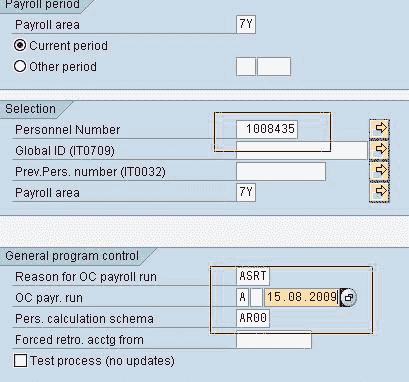 Payroll period
Payroll area 7Y
Current period
Other period
Selection
Personnel Number 1008435
Global ID (IT0709)
Prev.Pers. number (IT0032)
Payroll area 7Y
General program control
Reason for OC payroll run ASRT
OC payr. run A 15.08.2009
Pers. calculation schema AR00
Forced retro. acctg from
Test process (no updates)